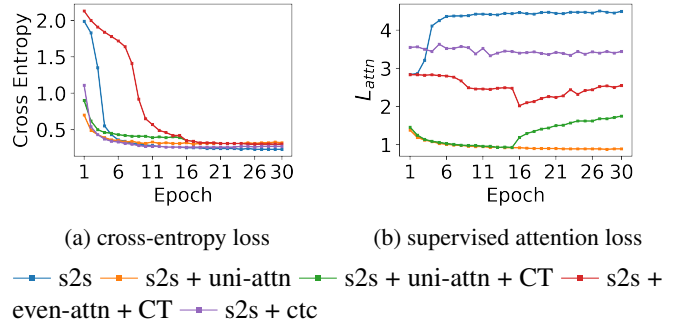 2.0
1.5
1.0
0.5
Cross Entropy
1 6 11 16 21 26 30
Epoch
4
3
2
1
L_attn
1 6 11 16 21 26 30
Epoch
(a) cross-entropy loss
(b) supervised attention loss
s2s s2s + uni-attn s2s + uni-attn + CT s2s +
even-attn + CT s2s + ctc